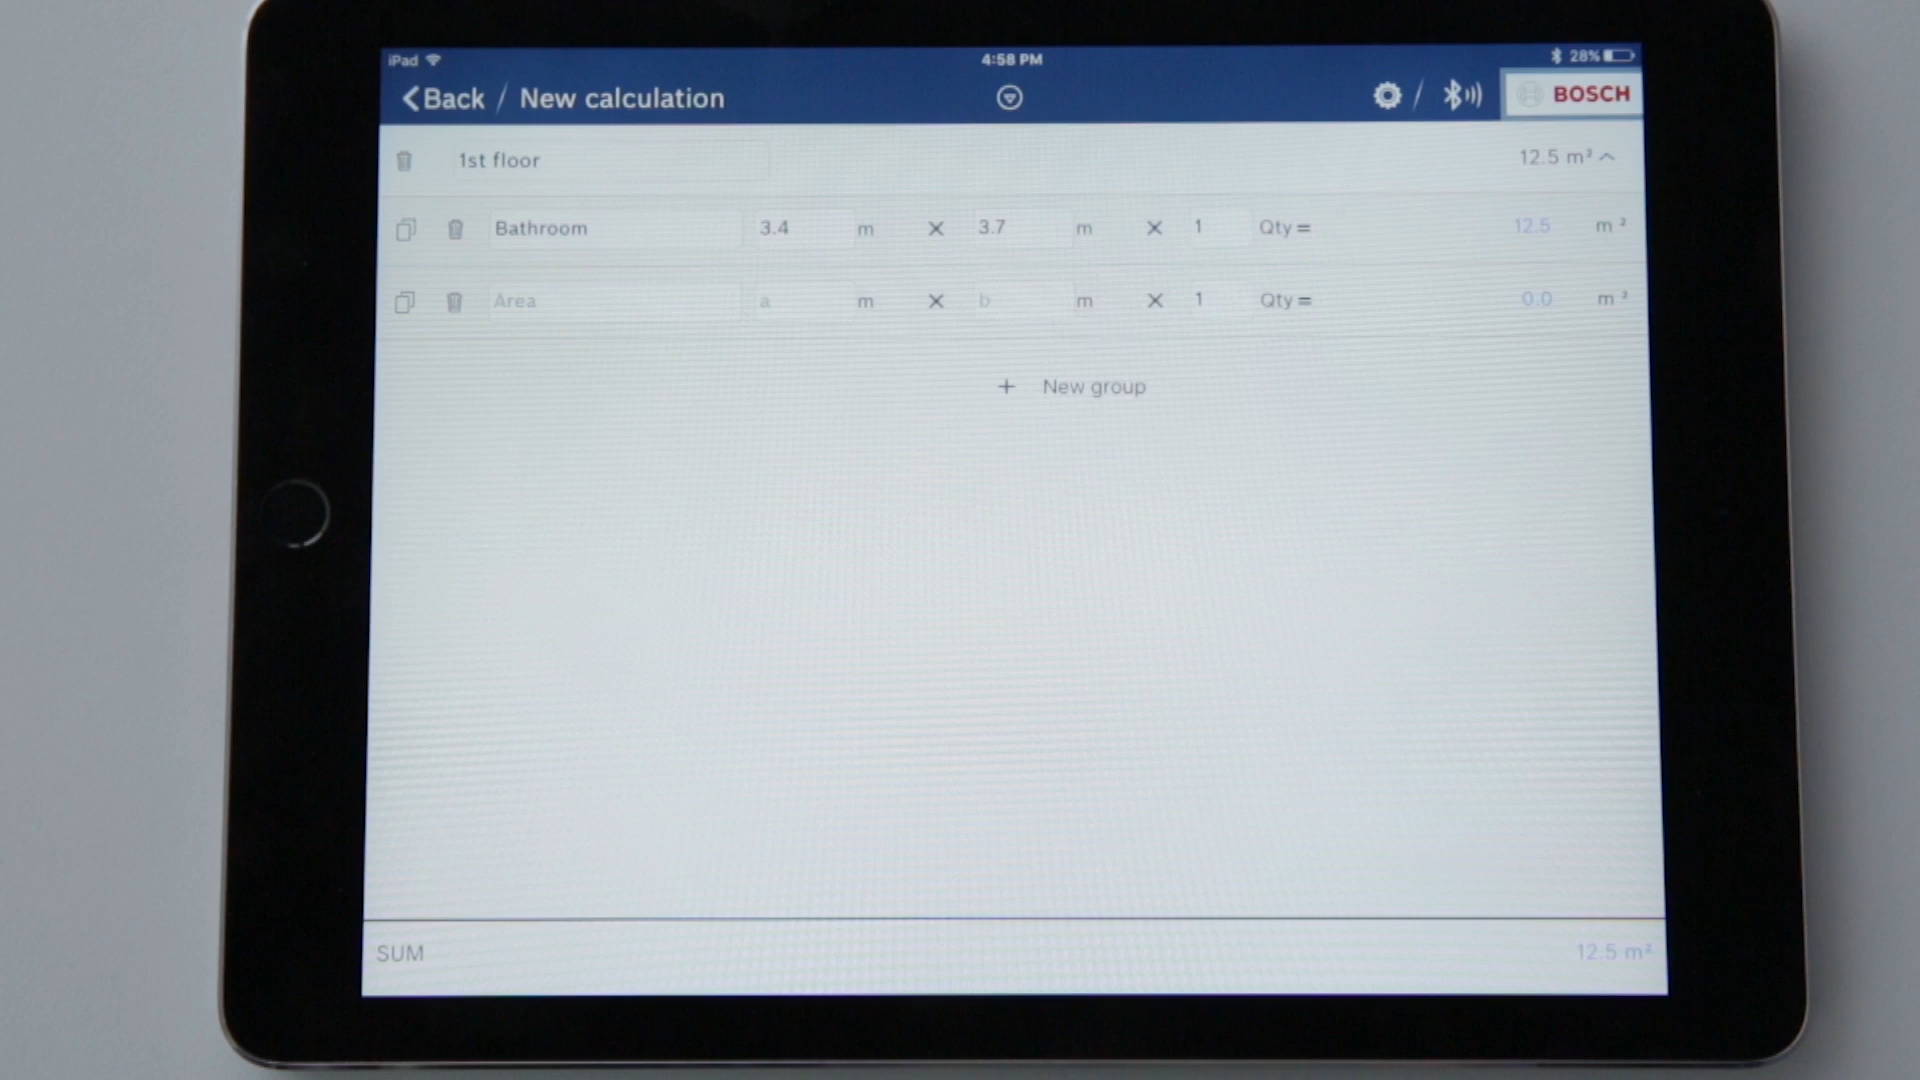 iPad 4:58 PM 28%
Back / New calculation BOSCH
1st floor 12.5 m²
Bathroom 3.4 m × 3.7 m × 1 Qty = 12.5 m²
Area a m × b m × 1 Qty = 0.0 m²
+ New group
SUM 12.5 m²